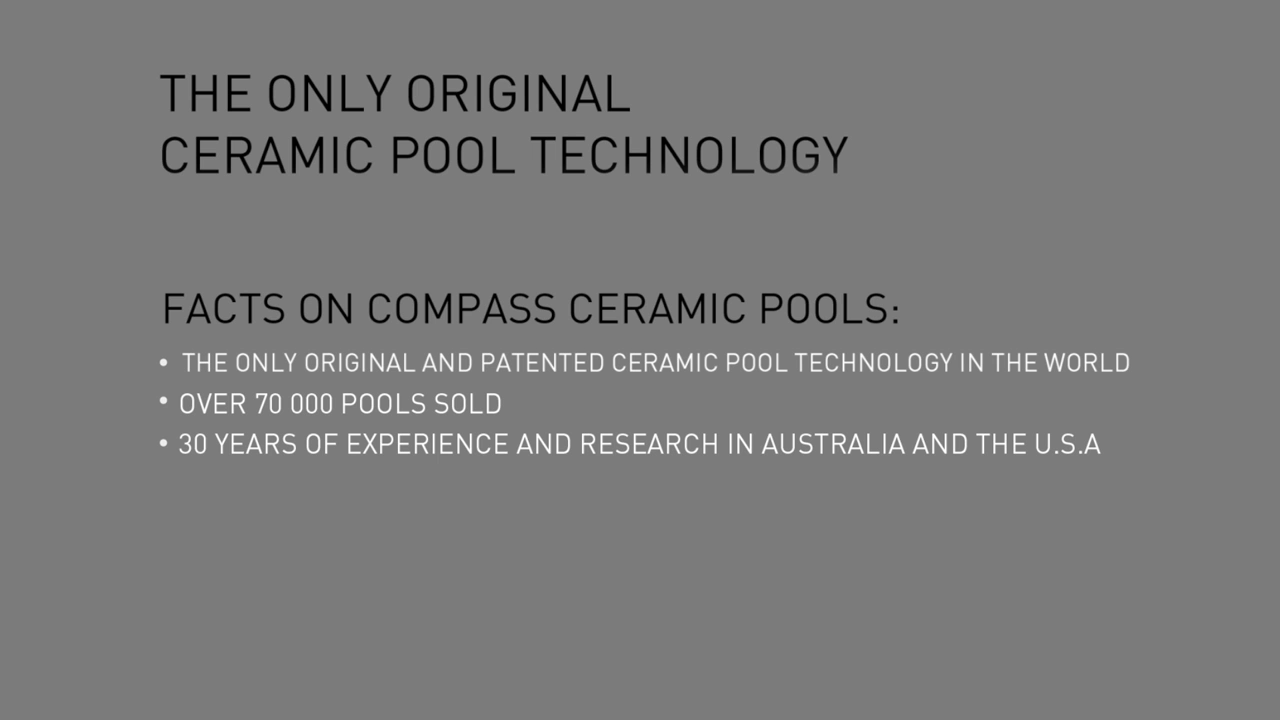 THE ONLY ORIGINAL
CERAMIC POOL TECHNOLOGY
FACTS ON COMPASS CERAMIC POOLS:
• THE ONLY ORIGINAL AND PATENTED CERAMIC POOL TECHNOLOGY IN THE WORLD
• OVER 70 000 POOLS SOLD
• 30 YEARS OF EXPERIENCE AND RESEARCH IN AUSTRALIA AND THE U.S.A